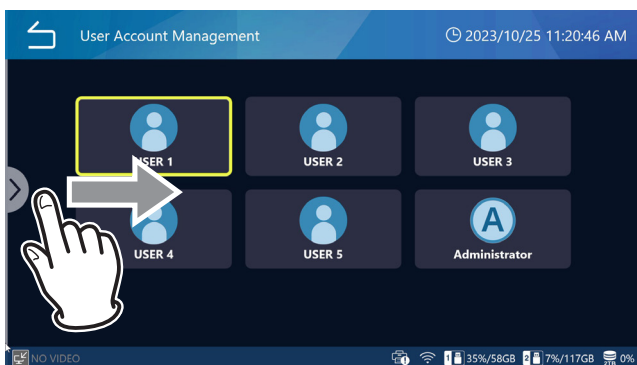 User Account Management
2023/10/25 11:20:46 AM
USER 1
USER 2
USER 3
USER 4
USER 5
A
Administrator
NO VIDEO
1 35%/58GB 2 7%/117GB 2TB 0%